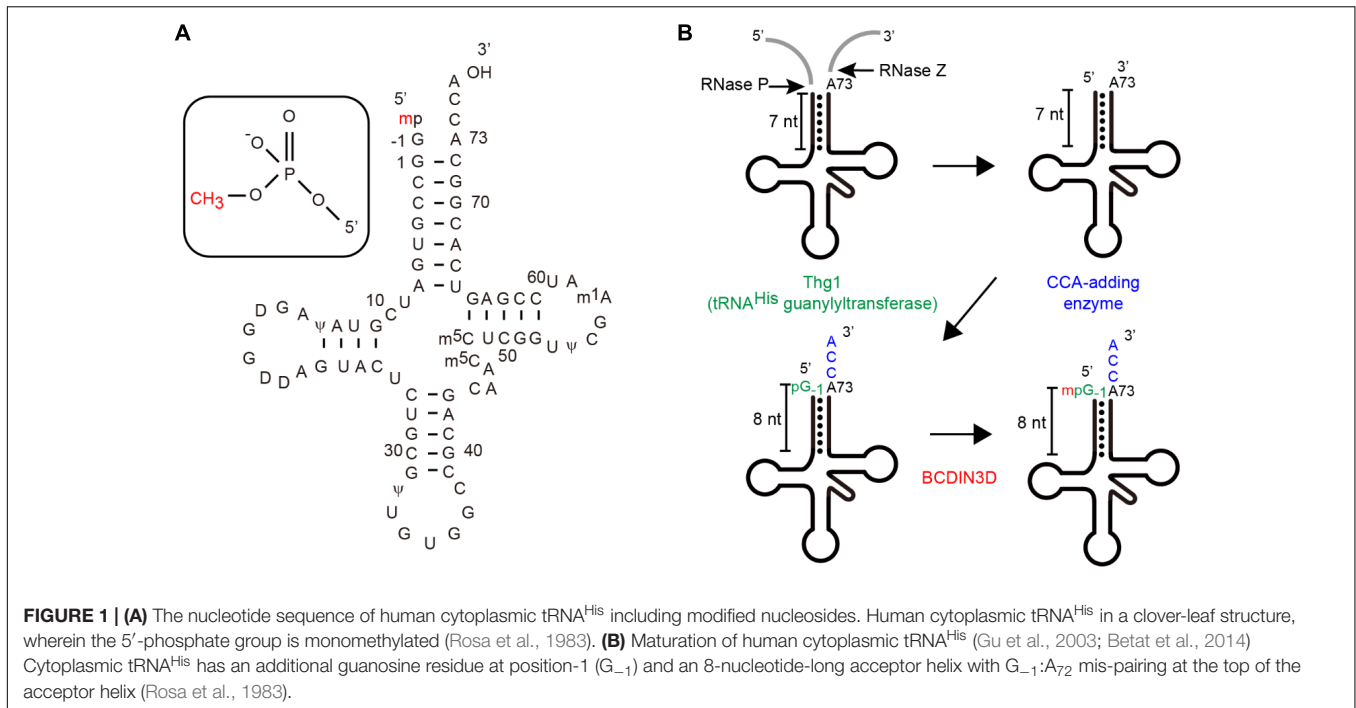 A
3'
OH
A
5'
C
mp
C
-1 G A 73
1 G – C
C – G
C – G 70
G – C
U – A
G – C
A – U
O
⁻O
P
CH3
O
O
5'
10 U
C
G
U
A
ψ
A
G
D
G
G
D
D
A
G
U
A
C
U
GAGCC
60
U
A
m1A
G
C
ψ
U
G
G
C
U
m5C
50
m5C
A
C
A
C – G
U – A
G – C
30 C – G 40
G C
ψ C
U G
G U G
B
5'
3'
RNase P
RNase Z
A73
7 nt
5'
3'
A73
7 nt
Thg1
(tRNAHis guanylyltransferase)
CCA-adding
enzyme
3'
A
C
C
5'
pG-1
A73
8 nt
BCDIN3D
3'
A
C
C
5'
mpG-1
A73
8 nt
FIGURE 1 | (A) The nucleotide sequence of human cytoplasmic tRNAHis including modified nucleosides. Human cytoplasmic tRNAHis in a clover-leaf structure,
wherein the 5′-phosphate group is monomethylated (Rosa et al., 1983). (B) Maturation of human cytoplasmic tRNAHis (Gu et al., 2003; Betat et al., 2014)
Cytoplasmic tRNAHis has an additional guanosine residue at position-1 (G−1) and an 8-nucleotide-long acceptor helix with G−1:A72 mis-pairing at the top of the
acceptor helix (Rosa et al., 1983).